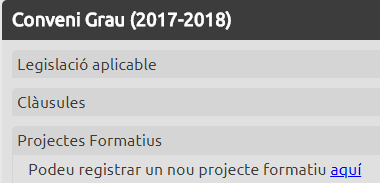 Conveni Grau (2017-2018)
Legislació aplicable
Clàusules
Projectes Formatius
Podeu registrar un nou projecte formatiu aquí